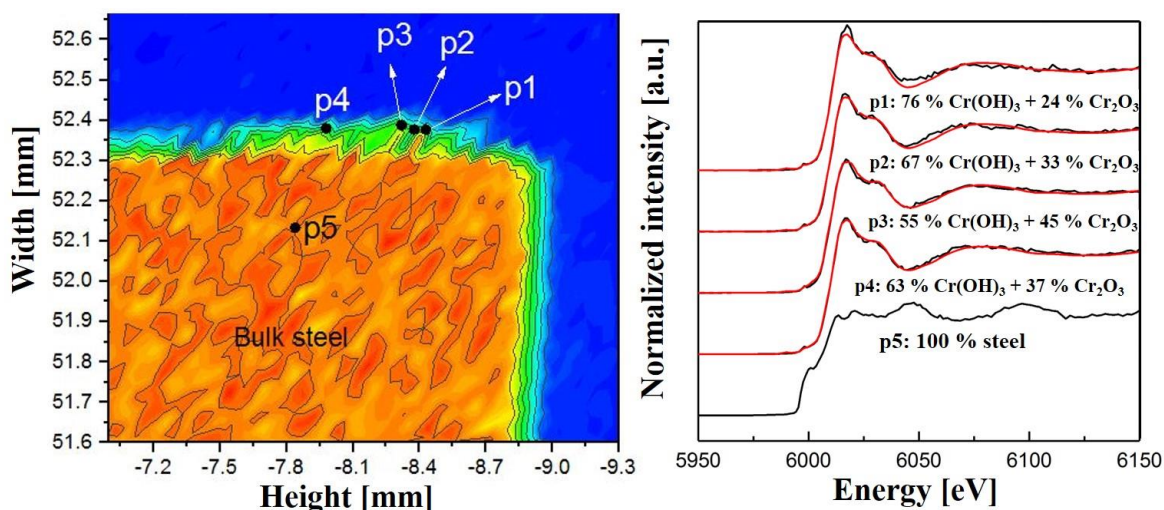 52.6
52.5
52.4
52.3
52.2
52.1
52.0
51.9
51.8
51.7
51.6
Width [mm]
p3
p2
p1
p4
p5
Bulk steel
-7.2 -7.5 -7.8 -8.1 -8.4 -8.7 -9.0 -9.3
Height [mm]
Normalized intensity [a.u.]
p1: 76 % Cr(OH)₃ + 24 % Cr₂O₃
p2: 67 % Cr(OH)₃ + 33 % Cr₂O₃
p3: 55 % Cr(OH)₃ + 45 % Cr₂O₃
p4: 63 % Cr(OH)₃ + 37 % Cr₂O₃
p5: 100 % steel
5950 6000 6050 6100 6150
Energy [eV]